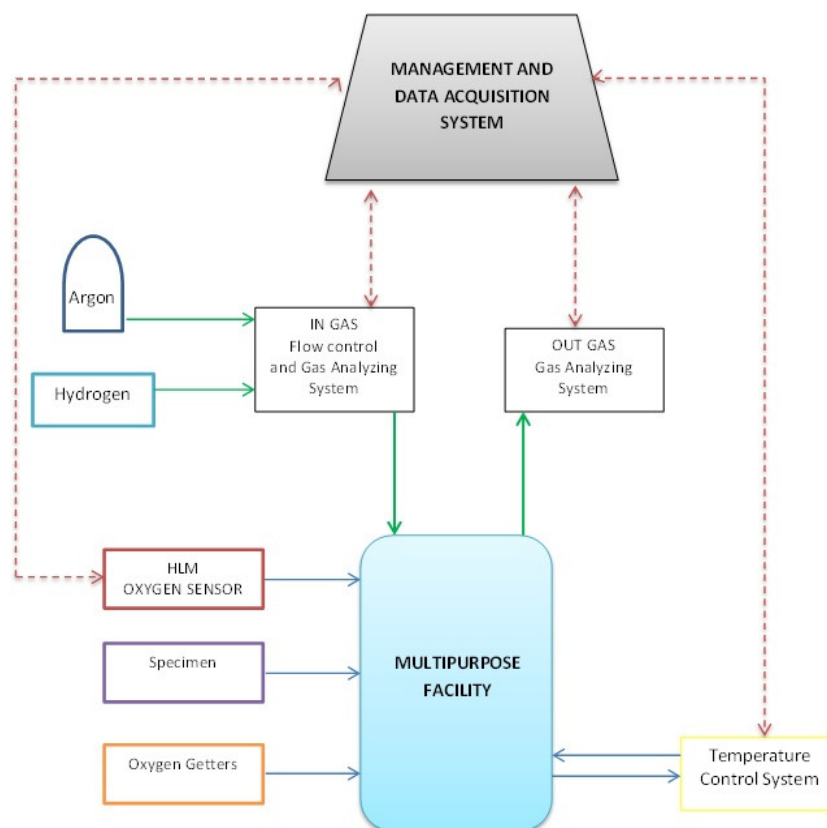 MANAGEMENT AND
DATA ACQUISITION
SYSTEM
Argon
IN GAS
Flow control
and Gas Analyzing
System
OUT GAS
Gas Analyzing
System
Hydrogen
HLM
OXYGEN SENSOR
Specimen
MULTIPURPOSE
FACILITY
Oxygen Getters
Temperature
Control System